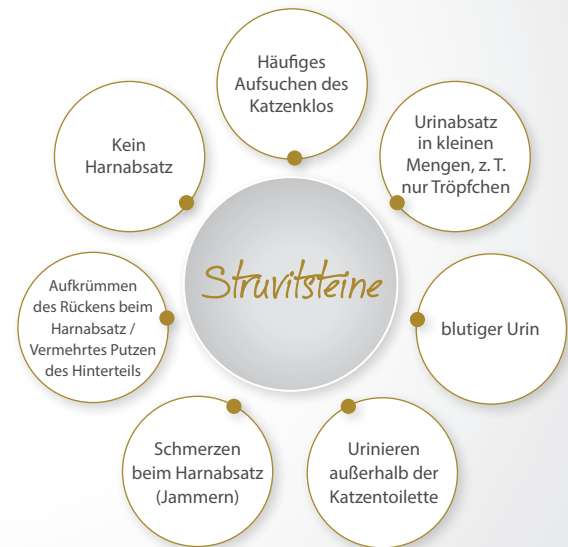 Häufiges
Aufsuchen des
Katzenklos
Urinabsatz
in kleinen
Mengen, z. T.
nur Tröpfchen
blutiger Urin
Urinieren
außerhalb der
Katzentoilette
Schmerzen
beim Harnabsatz
(Jammern)
Aufkrümmen
des Rückens beim
Harnabsatz /
Vermehrtes Putzen
des Hinterteils
Kein
Harnabsatz
Struvitsteine